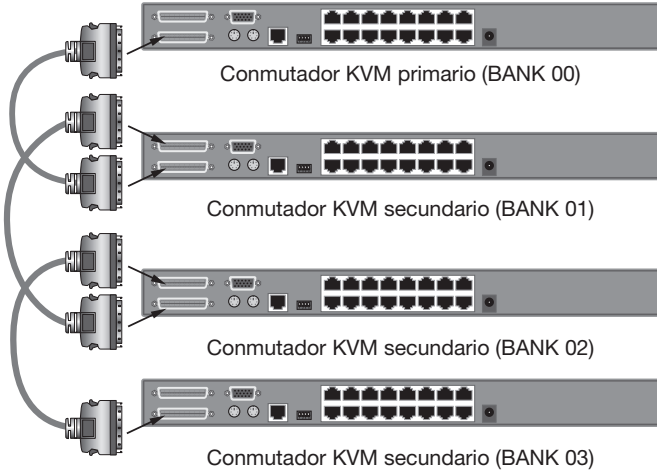 Conmutador KVM primario (BANK 00)
Conmutador KVM secundario (BANK 01)
Conmutador KVM secundario (BANK 02)
Conmutador KVM secundario (BANK 03)